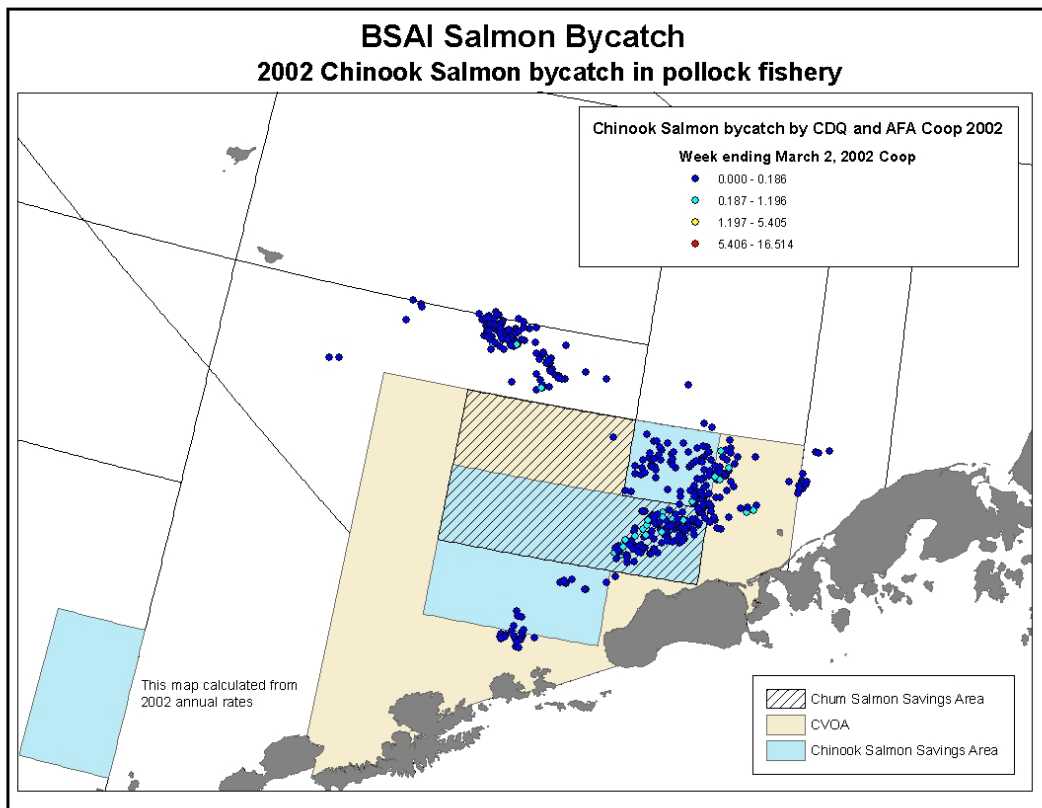 BSAI Salmon Bycatch
2002 Chinook Salmon bycatch in pollock fishery
Chinook Salmon bycatch by CDQ and AFA Coop 2002
Week ending March 2, 2002 Coop
0.000 - 0.186
0.187 - 1.196
1.197 - 5.405
5.406 - 16.514
This map calculated from
2002 annual rates
Chum Salmon Savings Area
CVOA
Chinook Salmon Savings Area